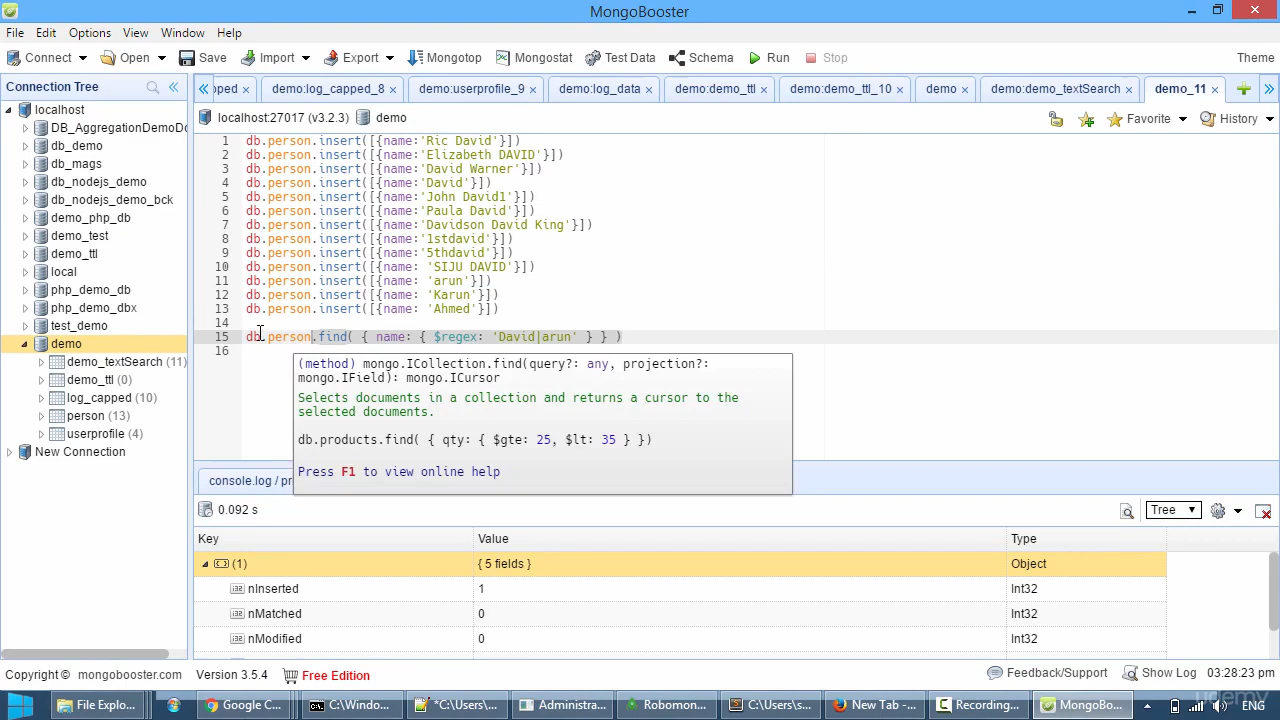 MongoBooster
File Edit Options View Window Help
Connect Open Save Import Export Mongotop Mongostat Test Data Schema Run Stop Theme
Connection Tree
pped × demo:log_capped_8 × demo:userprofile_9 × demo:log_data × demo:demo_ttl × demo:demo_ttl_10 × demo × demo:demo_textSearch × demo_11 ×
localhost:27017 (v3.2.3) demo Favorite History
localhost
DB_AggregationDemoDo
db_demo
db_mags
db_nodejs_demo
db_nodejs_demo_bck
demo_php_db
demo_test
demo_ttl
local
php_demo_db
php_demo_dbx
test_demo
demo
demo_textSearch (11)
demo_ttl (0)
log_capped (10)
person (13)
userprofile (4)
New Connection
1 db.person.insert([{name:'Ric David'}])
2 db.person.insert([{name:'Elizabeth DAVID'}])
3 db.person.insert([{name:'David Warner'}])
4 db.person.insert([{name:'David'}])
5 db.person.insert([{name:'John David1'}])
6 db.person.insert([{name:'Paula David'}])
7 db.person.insert([{name:'Davidson David King'}])
8 db.person.insert([{name:'1stdavid'}])
9 db.person.insert([{name:'5thdavid'}])
10 db.person.insert([{name: 'SIJU DAVID'}])
11 db.person.insert([{name: 'arun'}])
12 db.person.insert([{name: 'Karun'}])
13 db.person.insert([{name: 'Ahmed'}])
14
15 db.person.find( { name: { $regex: 'David|arun' } } )
16
(method) mongo.ICollection.find(query?: any, projection?:
mongo.IField): mongo.ICursor
Selects documents in a collection and returns a cursor to the
selected documents.
db.products.find( { qty: { $gte: 25, $lt: 35 } })
Press F1 to view online help
console.log / pr
0.092 s Tree
Key Value Type
(1) { 5 fields } Object
nInserted 1 Int32
nMatched 0 Int32
nModified 0 Int32
Copyright © mongobooster.com Version 3.5.4 Free Edition Feedback/Support Show Log 03:28:23 pm
File Explo... Google C... C:\Windo... *C:\Users\... Administra... Robomon... C:\Users\s... New Tab -... Recording... MongoBo... ENG
udemy